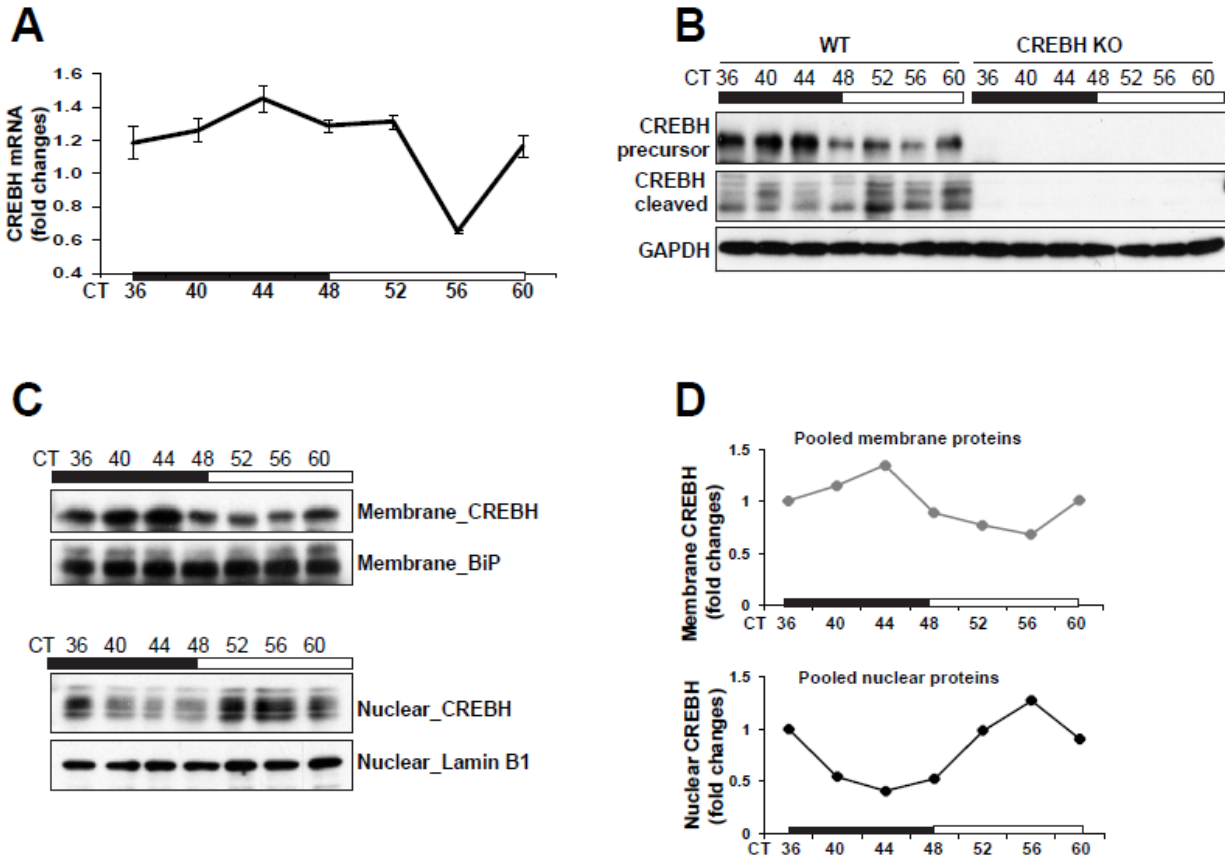 A
CREBH mRNA
(fold changes)
1.6
1.4
1.2
1.0
0.8
0.6
0.4
CT 36 40 44 48 52 56 60
B
WT CREBH KO
CT 36 40 44 48 52 56 60 36 40 44 48 52 56 60
CREBH
precursor
CREBH
cleaved
GAPDH
C
CT 36 40 44 48 52 56 60
Membrane_CREBH
Membrane_BiP
CT 36 40 44 48 52 56 60
Nuclear_CREBH
Nuclear_Lamin B1
D
Pooled membrane proteins
Membrane CREBH
(fold changes)
1.5
1
0.5
0
CT 36 40 44 48 52 56 60
Pooled nuclear proteins
Nuclear CREBH
(fold changes)
1.5
1
0.5
0
CT 36 40 44 48 52 56 60